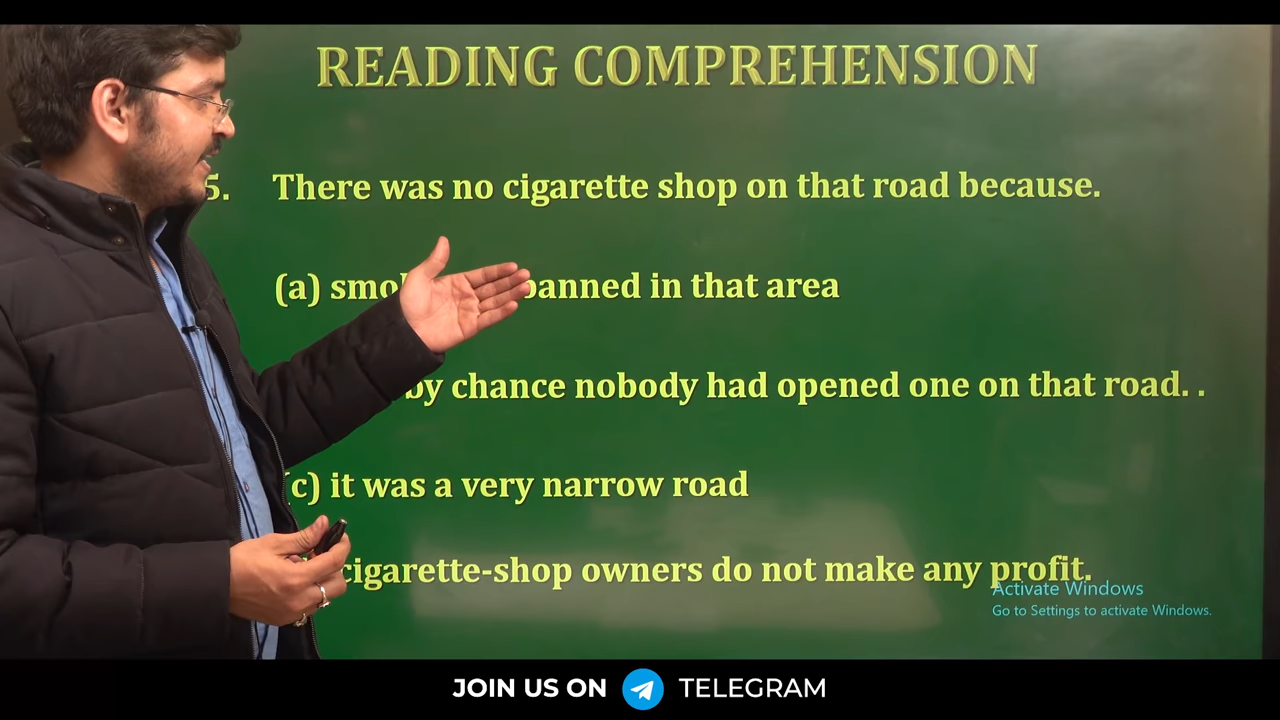 READING COMPREHENSION
5. There was no cigarette shop on that road because.
(a) banned in that area
by chance nobody had opened one on that road. .
(c) it was a very narrow road
cigarette-shop owners do not make any profit.
Activate Windows
Go to Settings to activate Windows.
JOIN US ON TELEGRAM